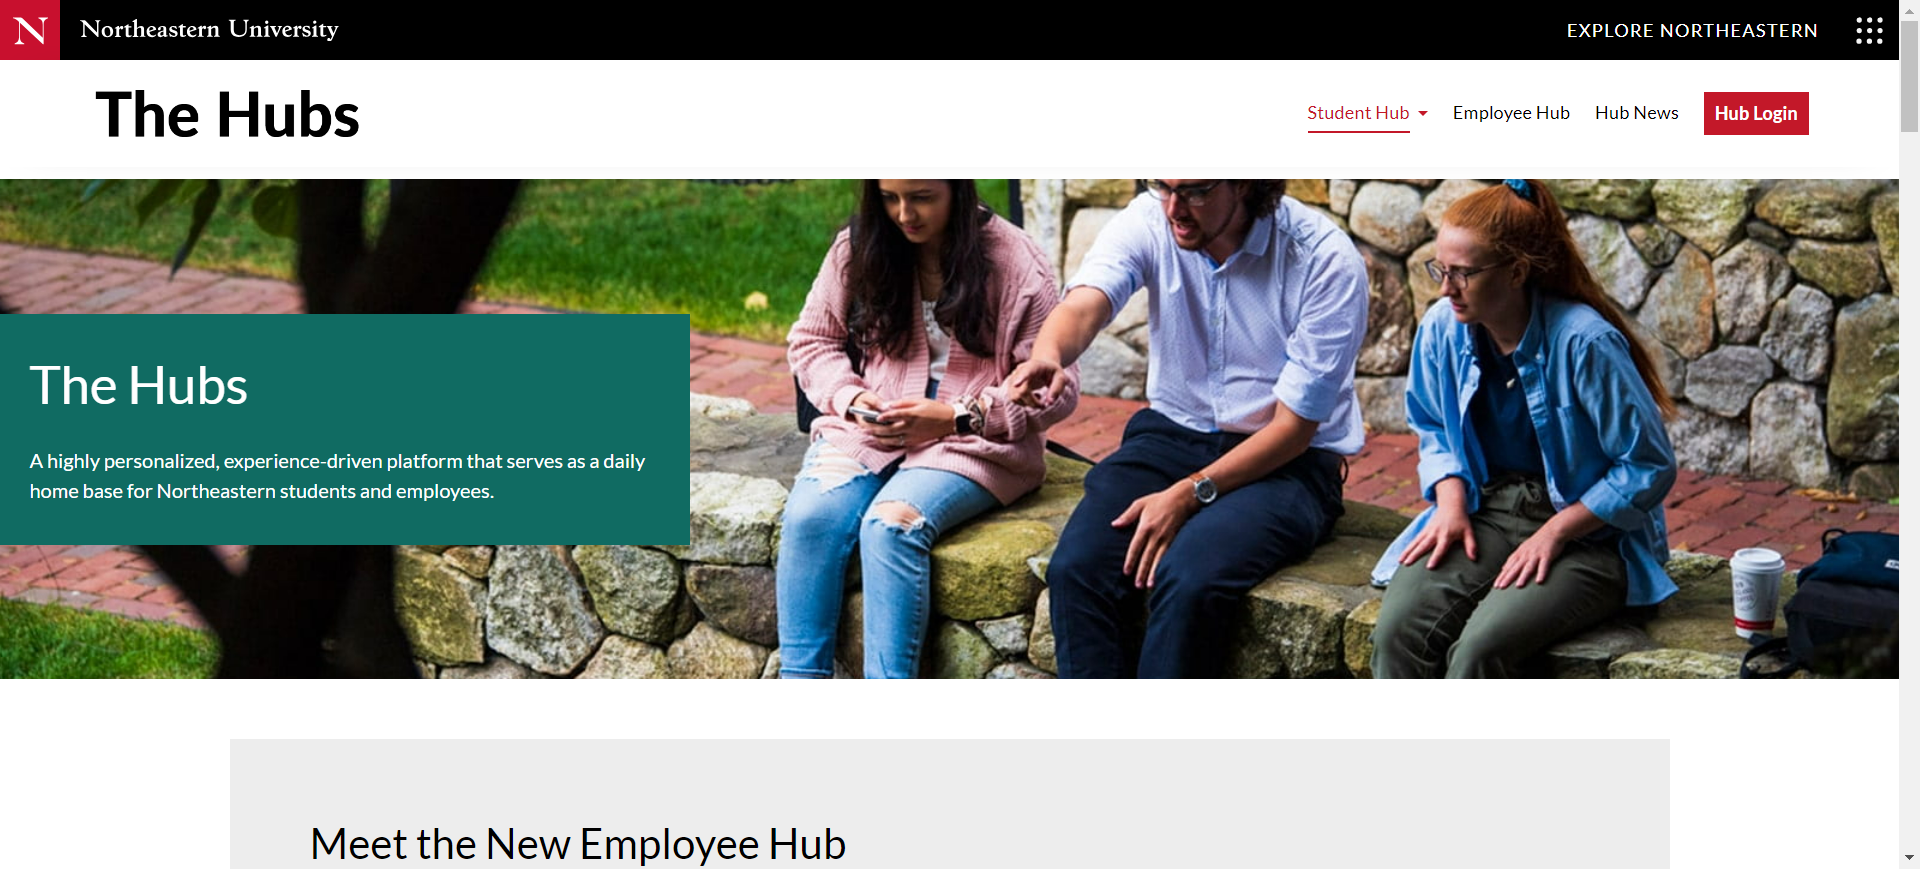 N Northeastern University
EXPLORE NORTHEASTERN
The Hubs
Student Hub
Employee Hub
Hub News
Hub Login
The Hubs
A highly personalized, experience-driven platform that serves as a daily
home base for Northeastern students and employees.
Meet the New Employee Hub